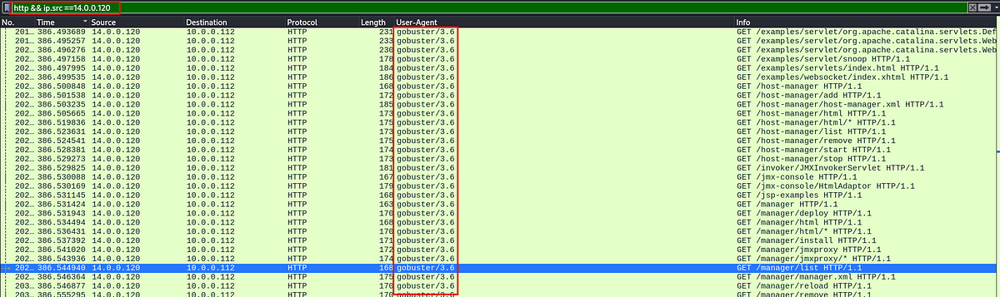 http && ip.src ==14.0.0.120
No. Time Source Destination Protocol Length User-Agent Info
201… 386.493689 14.0.0.120 10.0.0.112 HTTP 231 gobuster/3.6 GET /examples/servlet/org.apache.catalina.servlets.Def
201… 386.495257 14.0.0.120 10.0.0.112 HTTP 233 gobuster/3.6 GET /examples/servlet/org.apache.catalina.servlets.Web
202… 386.496276 14.0.0.120 10.0.0.112 HTTP 230 gobuster/3.6 GET /examples/servlet/org.apache.catalina.servlets.Web
202… 386.497158 14.0.0.120 10.0.0.112 HTTP 178 gobuster/3.6 GET /examples/servlet/snoop HTTP/1.1
202… 386.497995 14.0.0.120 10.0.0.112 HTTP 184 gobuster/3.6 GET /examples/servlets/index.html HTTP/1.1
202… 386.499535 14.0.0.120 10.0.0.112 HTTP 186 gobuster/3.6 GET /examples/websocket/index.xhtml HTTP/1.1
202… 386.500848 14.0.0.120 10.0.0.112 HTTP 168 gobuster/3.6 GET /host-manager HTTP/1.1
202… 386.501538 14.0.0.120 10.0.0.112 HTTP 172 gobuster/3.6 GET /host-manager/add HTTP/1.1
202… 386.503235 14.0.0.120 10.0.0.112 HTTP 185 gobuster/3.6 GET /host-manager/host-manager.xml HTTP/1.1
202… 386.505665 14.0.0.120 10.0.0.112 HTTP 173 gobuster/3.6 GET /host-manager/html HTTP/1.1
202… 386.519836 14.0.0.120 10.0.0.112 HTTP 175 gobuster/3.6 GET /host-manager/html/* HTTP/1.1
202… 386.523631 14.0.0.120 10.0.0.112 HTTP 173 gobuster/3.6 GET /host-manager/list HTTP/1.1
202… 386.524541 14.0.0.120 10.0.0.112 HTTP 175 gobuster/3.6 GET /host-manager/remove HTTP/1.1
202… 386.528381 14.0.0.120 10.0.0.112 HTTP 174 gobuster/3.6 GET /host-manager/start HTTP/1.1
202… 386.529273 14.0.0.120 10.0.0.112 HTTP 173 gobuster/3.6 GET /host-manager/stop HTTP/1.1
202… 386.529825 14.0.0.120 10.0.0.112 HTTP 181 gobuster/3.6 GET /invoker/JMXInvokerServlet HTTP/1.1
202… 386.530088 14.0.0.120 10.0.0.112 HTTP 167 gobuster/3.6 GET /jmx-console HTTP/1.1
202… 386.530169 14.0.0.120 10.0.0.112 HTTP 179 gobuster/3.6 GET /jmx-console/HtmlAdaptor HTTP/1.1
202… 386.531145 14.0.0.120 10.0.0.112 HTTP 168 gobuster/3.6 GET /jsp-examples HTTP/1.1
202… 386.531424 14.0.0.120 10.0.0.112 HTTP 163 gobuster/3.6 GET /manager HTTP/1.1
202… 386.531943 14.0.0.120 10.0.0.112 HTTP 170 gobuster/3.6 GET /manager/deploy HTTP/1.1
202… 386.534494 14.0.0.120 10.0.0.112 HTTP 168 gobuster/3.6 GET /manager/html HTTP/1.1
202… 386.536431 14.0.0.120 10.0.0.112 HTTP 170 gobuster/3.6 GET /manager/html/* HTTP/1.1
202… 386.537392 14.0.0.120 10.0.0.112 HTTP 171 gobuster/3.6 GET /manager/install HTTP/1.1
202… 386.541020 14.0.0.120 10.0.0.112 HTTP 172 gobuster/3.6 GET /manager/jmxproxy HTTP/1.1
202… 386.543936 14.0.0.120 10.0.0.112 HTTP 174 gobuster/3.6 GET /manager/jmxproxy/* HTTP/1.1
202… 386.544940 14.0.0.120 10.0.0.112 HTTP 168 gobuster/3.6 GET /manager/list HTTP/1.1
202… 386.546364 14.0.0.120 10.0.0.112 HTTP 175 gobuster/3.6 GET /manager/manager.xml HTTP/1.1
203… 386.546877 14.0.0.120 10.0.0.112 HTTP 170 gobuster/3.6 GET /manager/reload HTTP/1.1
203… 386.555295 14.0.0.120 10.0.0.112 HTTP 170 gobuster/3.6 GET /manager/remove HTTP/1.1